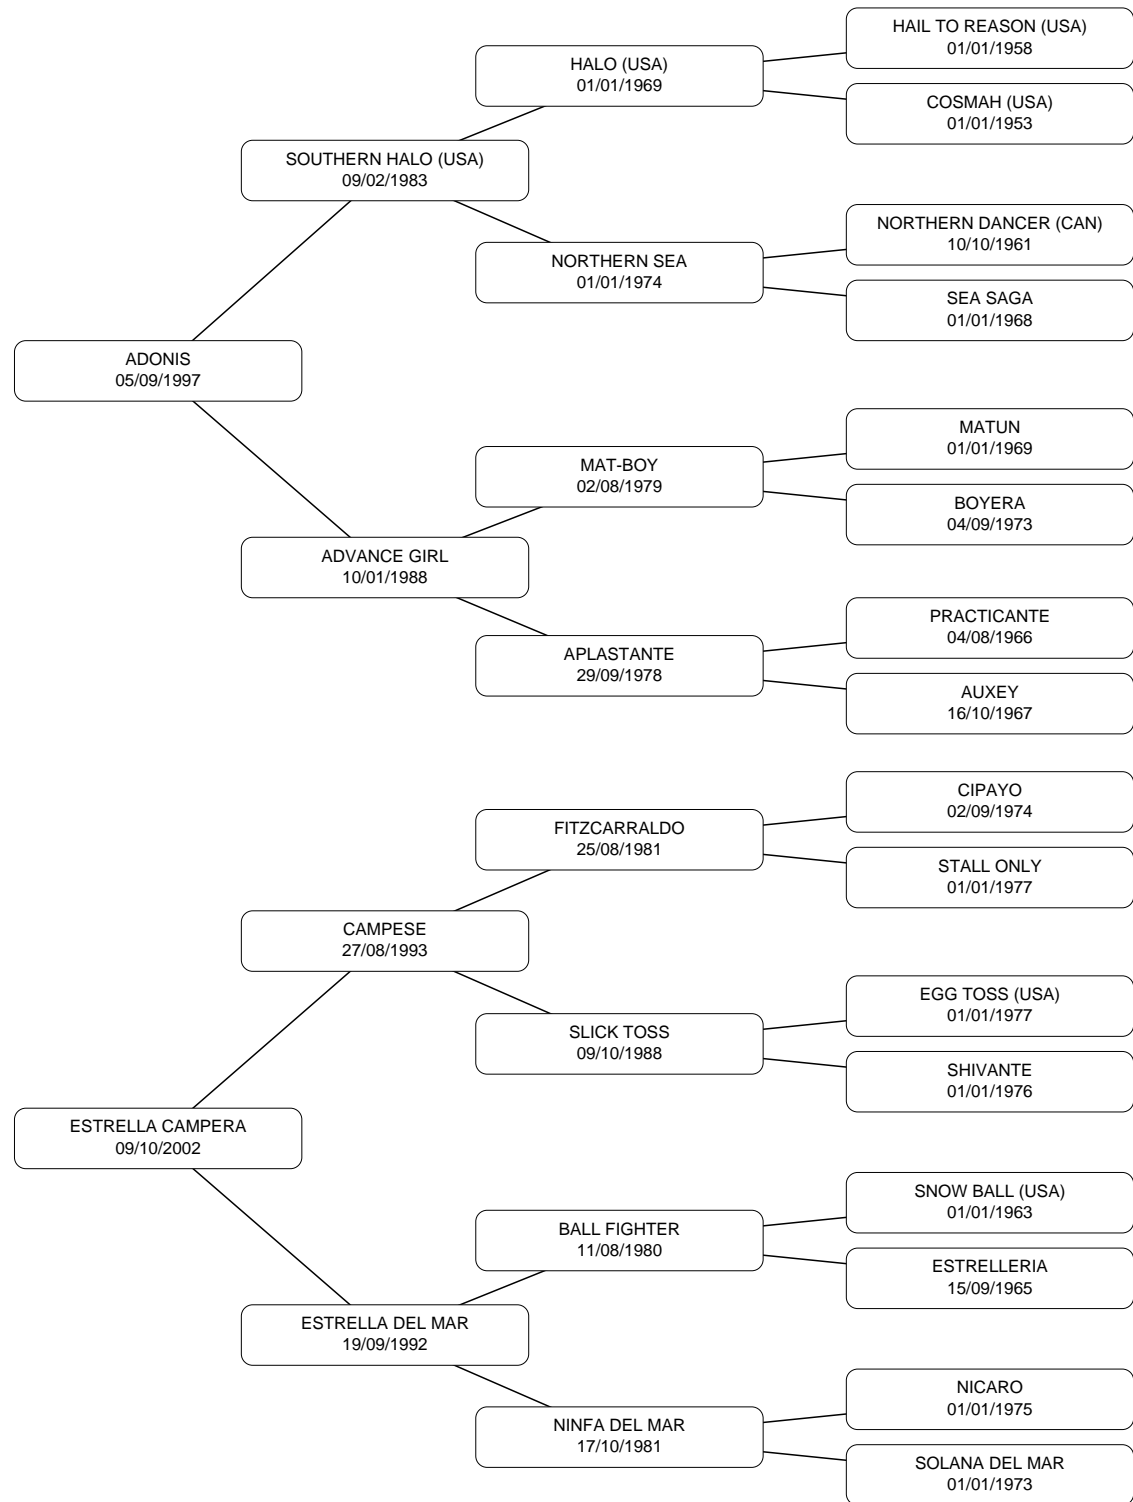 HAIL TO REASON (USA)
01/01/1958
HALO (USA)
01/01/1969
COSMAH (USA)
01/01/1953
SOUTHERN HALO (USA)
09/02/1983
NORTHERN DANCER (CAN)
10/10/1961
NORTHERN SEA
01/01/1974
SEA SAGA
01/01/1968
ADONIS
05/09/1997
MATUN
01/01/1969
MAT-BOY
02/08/1979
BOYERA
04/09/1973
ADVANCE GIRL
10/01/1988
PRACTICANTE
04/08/1966
APLASTANTE
29/09/1978
AUXEY
16/10/1967
CIPAYO
02/09/1974
FITZCARRALDO
25/08/1981
STALL ONLY
01/01/1977
CAMPESE
27/08/1993
EGG TOSS (USA)
01/01/1977
SLICK TOSS
09/10/1988
SHIVANTE
01/01/1976
ESTRELLA CAMPERA
09/10/2002
SNOW BALL (USA)
01/01/1963
BALL FIGHTER
11/08/1980
ESTRELLERIA
15/09/1965
ESTRELLA DEL MAR
19/09/1992
NICARO
01/01/1975
NINFA DEL MAR
17/10/1981
SOLANA DEL MAR
01/01/1973